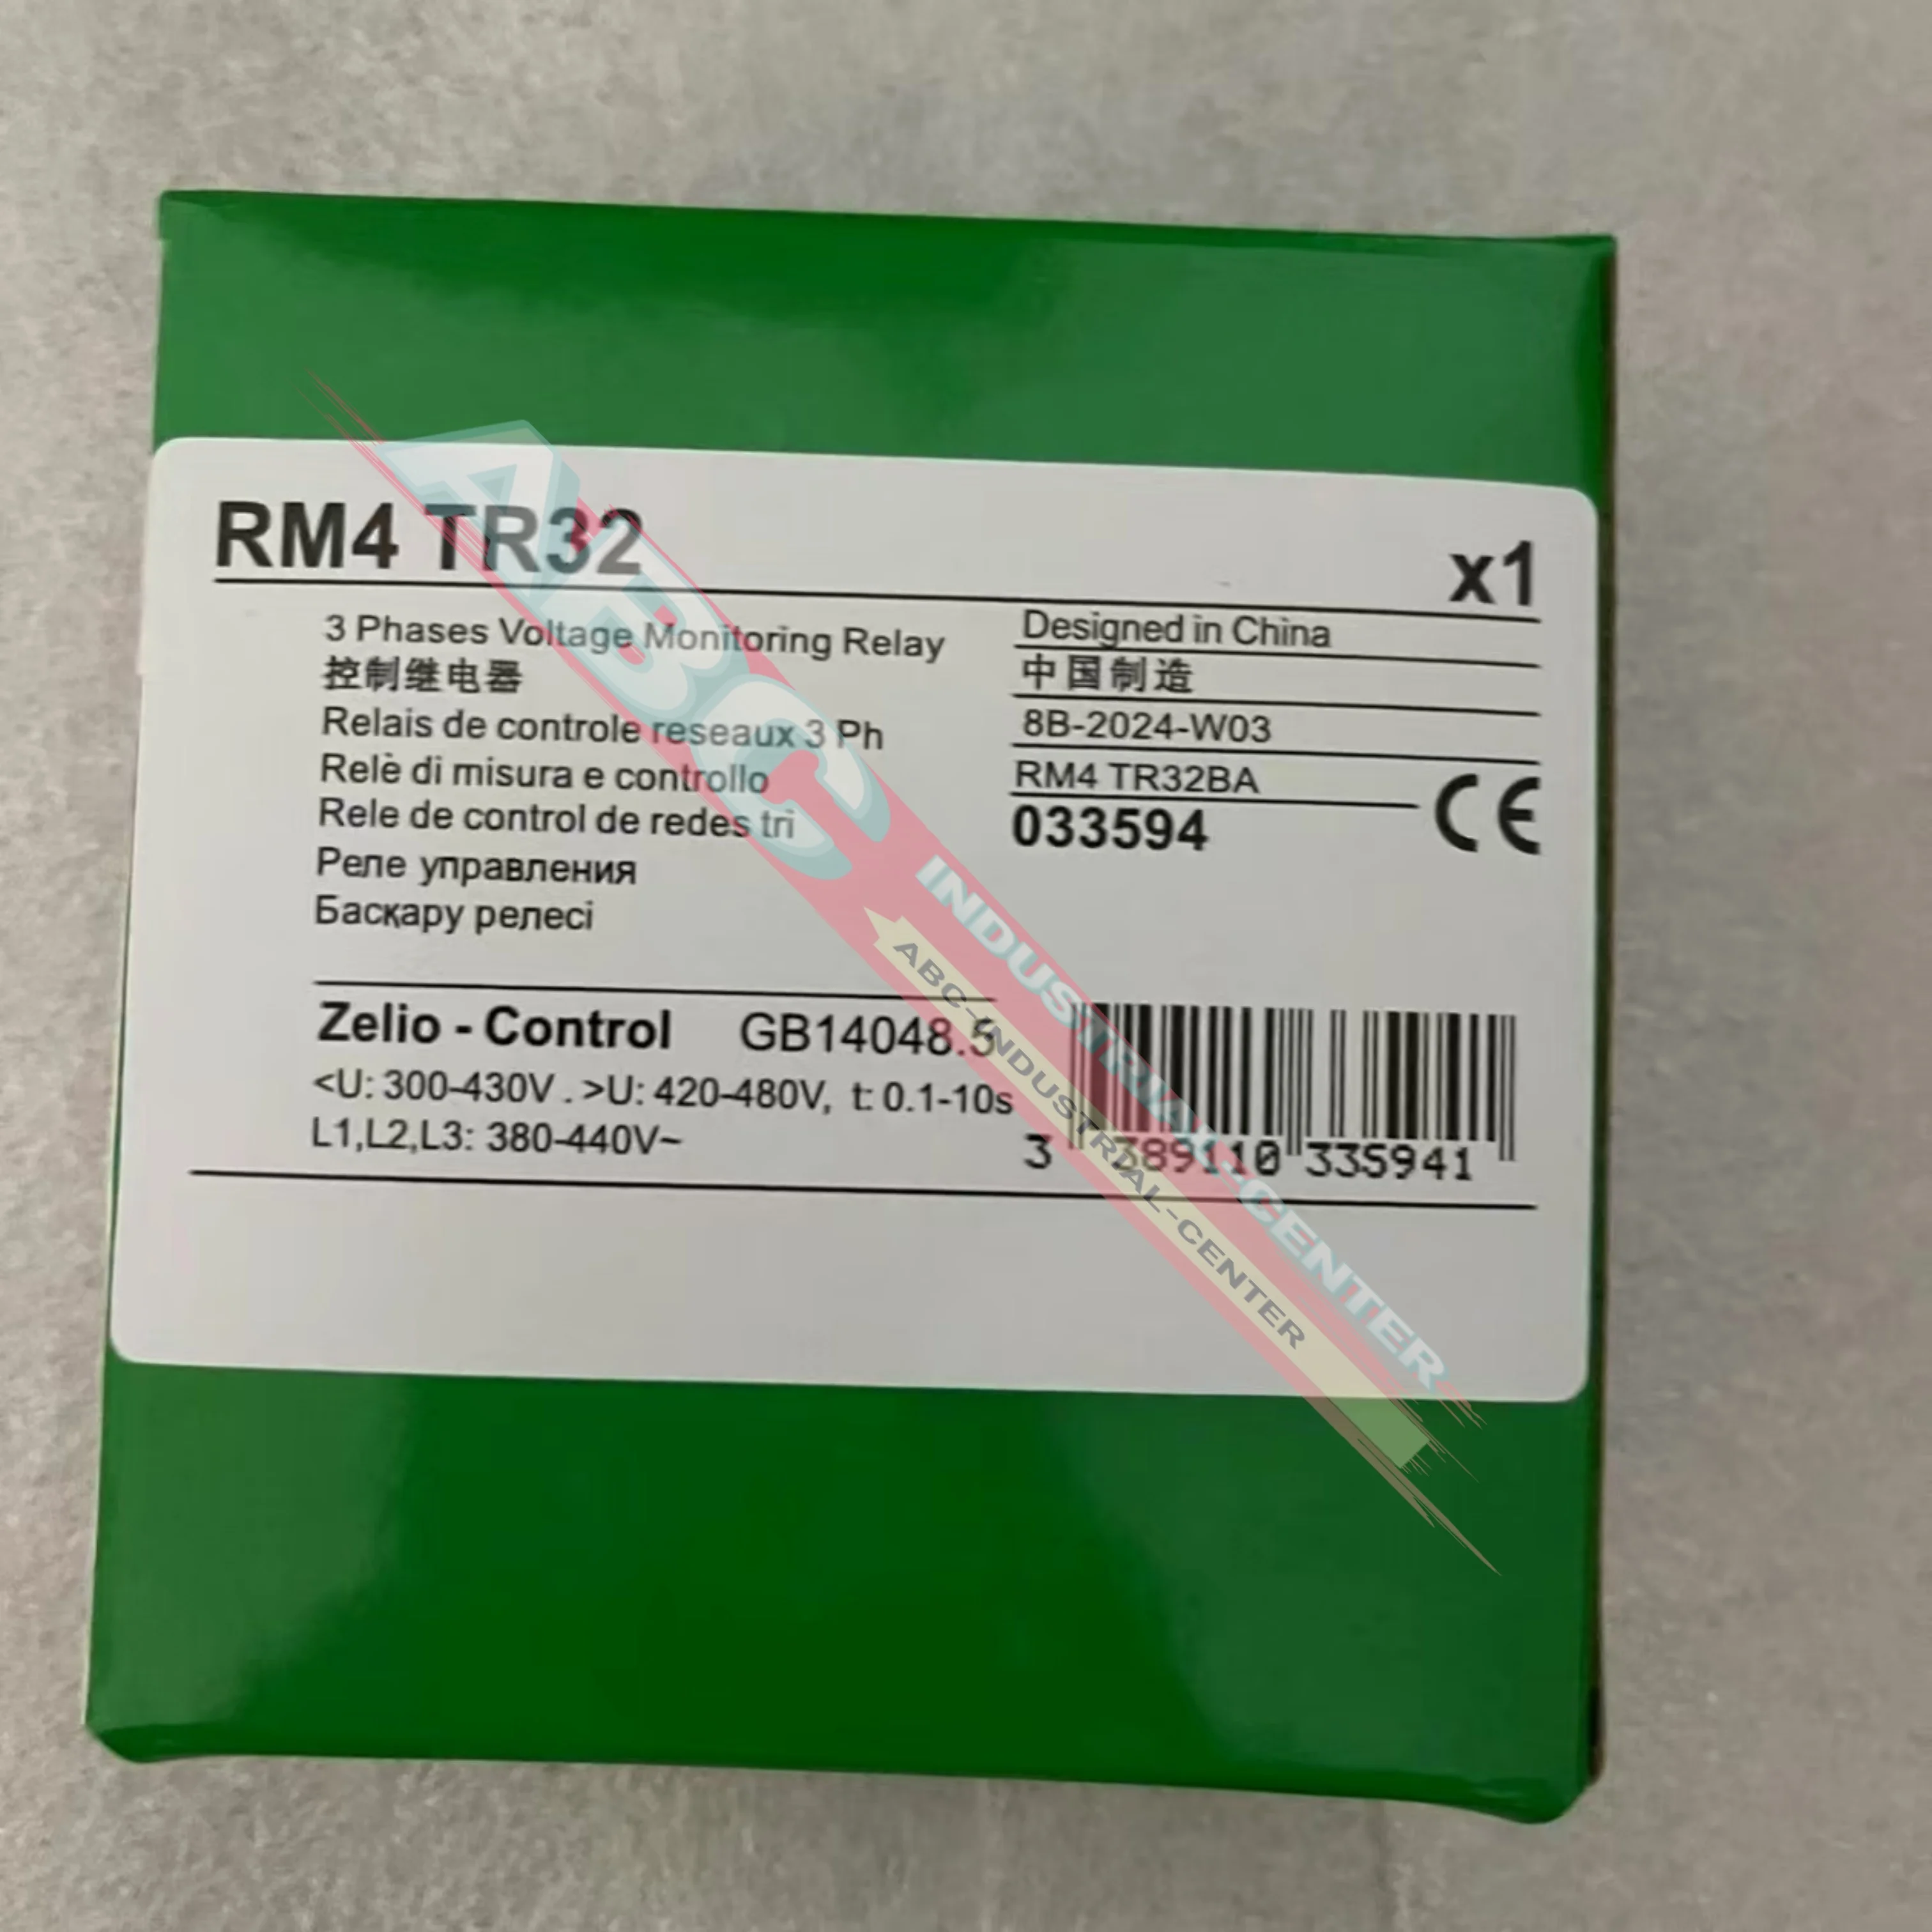 RM4 TR32
x1
3 Phases Voltage Monitoring Relay
控制继电器
Relais de controle reseaux 3 Ph
Relè di misura e controllo
Rele de control de redes tri
Реле управления
Басқару релесі
Designed in China
中国制造
8B-2024-W03
RM4 TR32BA
033594
CE
Zelio - Control GB14048.5
<U: 300-430V . >U: 420-480V, t: 0.1-10s
L1,L2,L3: 380-440V~
3 389110 335941
ABC
INDUSTRIAL-CENTER
ABC-INDUSTRIAL-CENTER